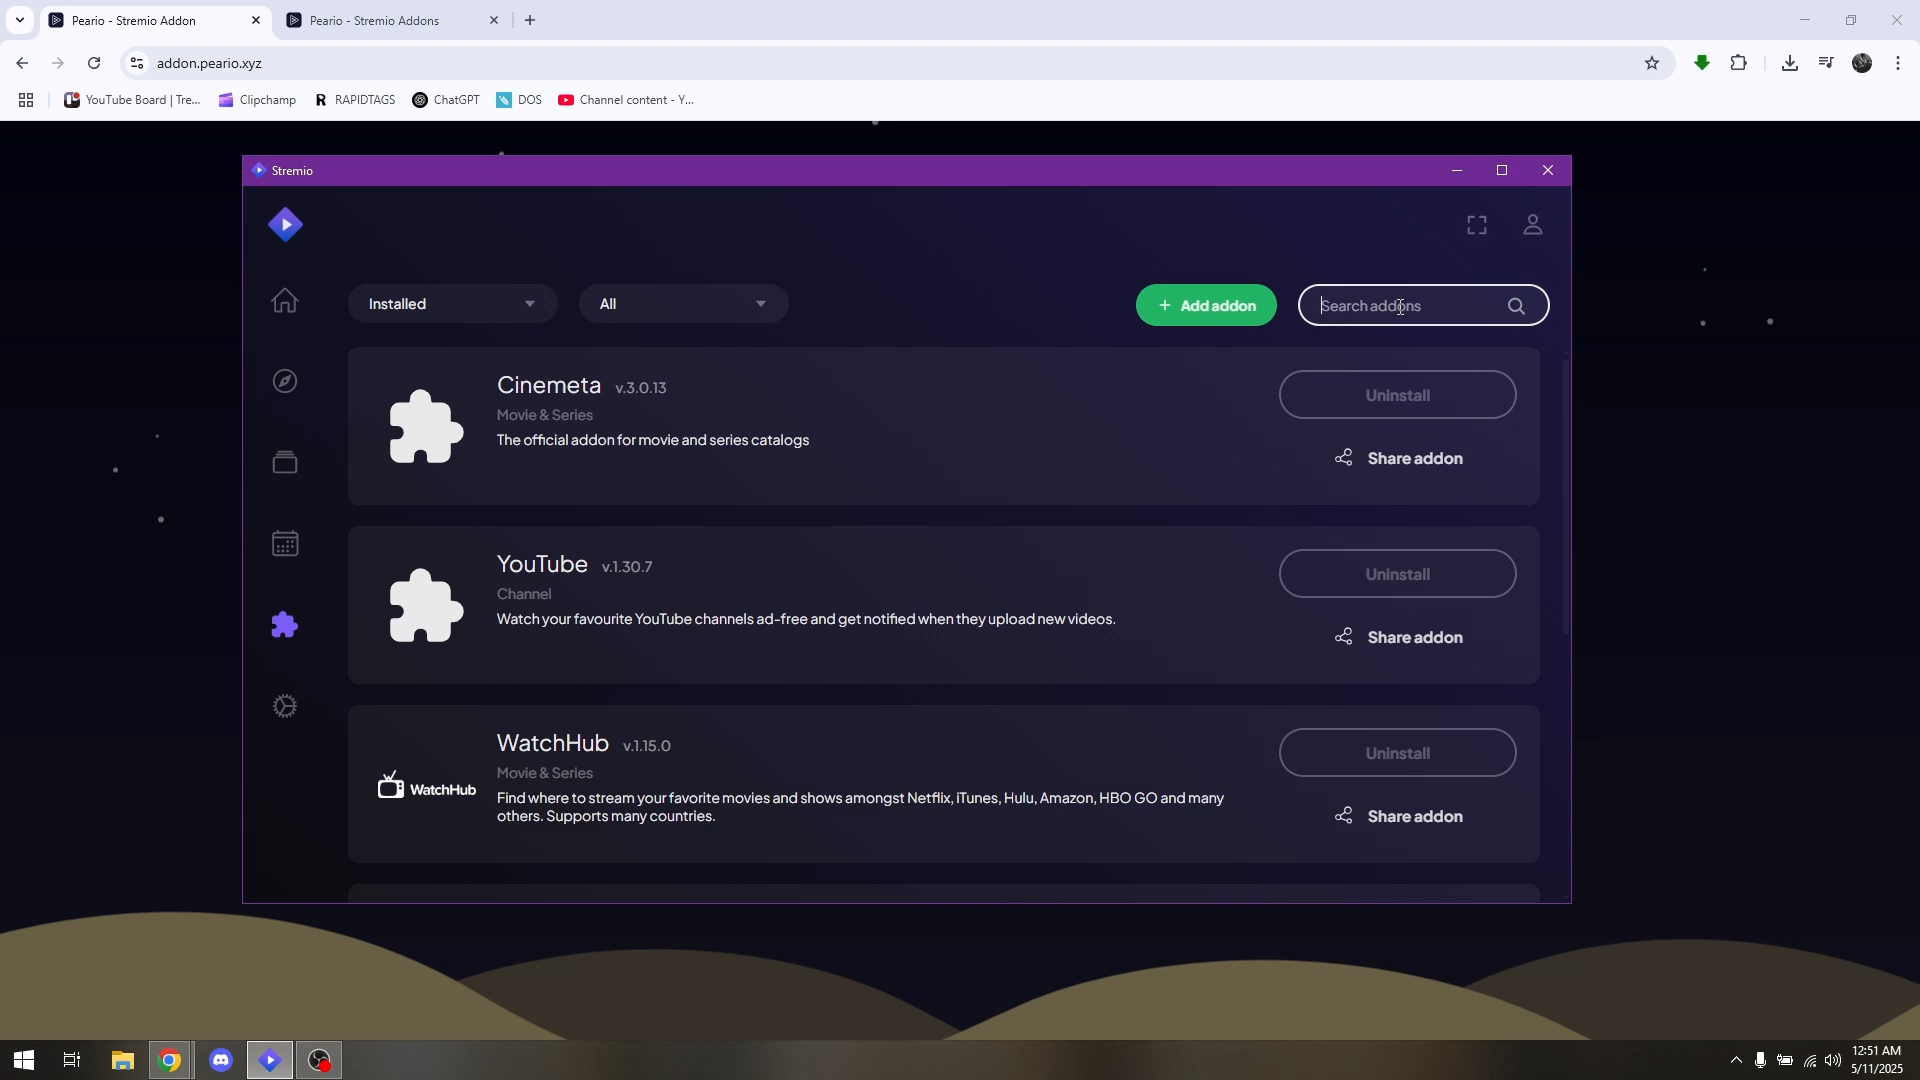 Peario - Stremio Addon
Peario - Stremio Addons
addon.peario.xyz
YouTube Board | Tre...
Clipchamp
RAPIDTAGS
ChatGPT
DOS
Channel content - Y...
Stremio
Installed
All
+ Add addon
Search addons
Cinemeta v.3.0.13
Movie & Series
The official addon for movie and series catalogs
Uninstall
Share addon
YouTube v.1.30.7
Channel
Watch your favourite YouTube channels ad-free and get notified when they upload new videos.
Uninstall
Share addon
WatchHub
WatchHub v.1.15.0
Movie & Series
Find where to stream your favorite movies and shows amongst Netflix, iTunes, Hulu, Amazon, HBO GO and many
others. Supports many countries.
Uninstall
Share addon
12:51 AM
5/11/2025